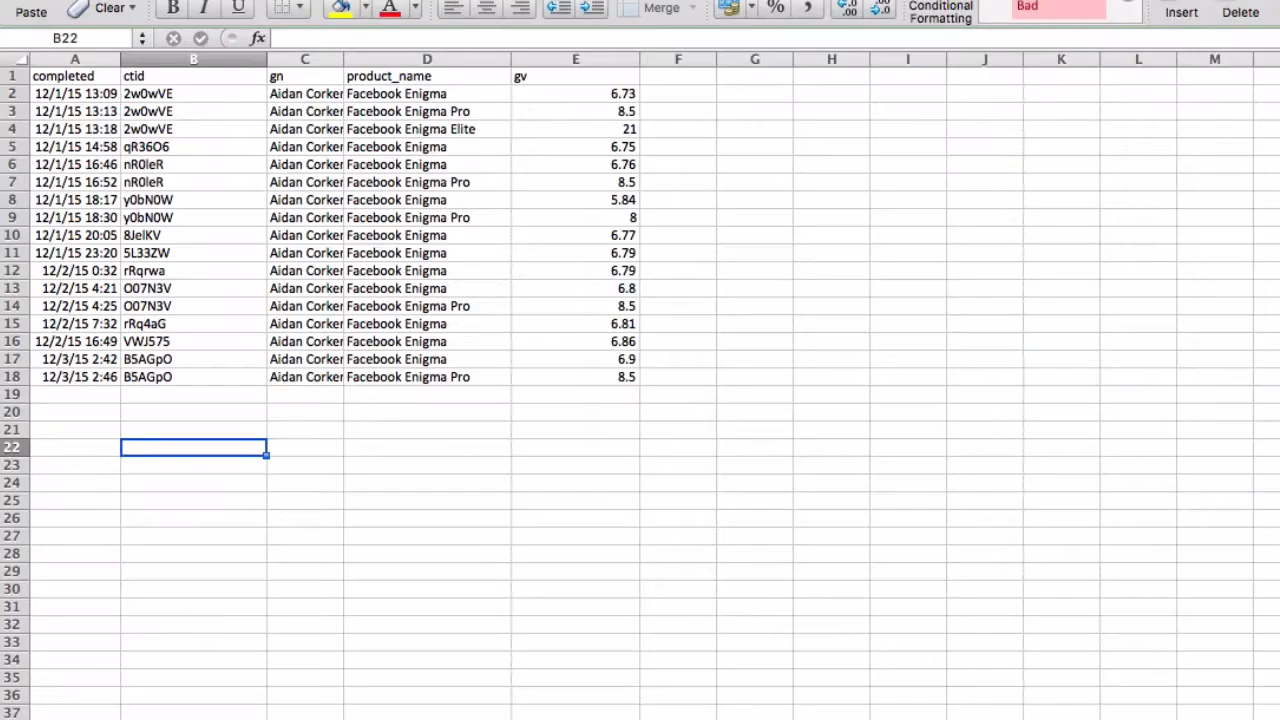 Paste Clear B I U Merge % , .00 .0 Conditional Formatting Bad Insert Delete
B22 fx
A B C D E F G H I J K L M
1 completed ctid gn product_name gv
2 12/1/15 13:09 2w0wVE Aidan Corker Facebook Enigma 6.73
3 12/1/15 13:13 2w0wVE Aidan Corker Facebook Enigma Pro 8.5
4 12/1/15 13:18 2w0wVE Aidan Corker Facebook Enigma Elite 21
5 12/1/15 14:58 qR36O6 Aidan Corker Facebook Enigma 6.75
6 12/1/15 16:46 nR0leR Aidan Corker Facebook Enigma 6.76
7 12/1/15 16:52 nR0leR Aidan Corker Facebook Enigma Pro 8.5
8 12/1/15 18:17 y0bN0W Aidan Corker Facebook Enigma 5.84
9 12/1/15 18:30 y0bN0W Aidan Corker Facebook Enigma Pro 8
10 12/1/15 20:05 8JelKV Aidan Corker Facebook Enigma 6.77
11 12/1/15 23:20 5L33ZW Aidan Corker Facebook Enigma 6.79
12 12/2/15 0:32 rRqrwa Aidan Corker Facebook Enigma 6.79
13 12/2/15 4:21 O07N3V Aidan Corker Facebook Enigma 6.8
14 12/2/15 4:25 O07N3V Aidan Corker Facebook Enigma Pro 8.5
15 12/2/15 7:32 rRq4aG Aidan Corker Facebook Enigma 6.81
16 12/2/15 16:49 VWJ575 Aidan Corker Facebook Enigma 6.86
17 12/3/15 2:42 B5AGpO Aidan Corker Facebook Enigma 6.9
18 12/3/15 2:46 B5AGpO Aidan Corker Facebook Enigma Pro 8.5
19
20
21
22
23
24
25
26
27
28
29
30
31
32
33
34
35
36
37